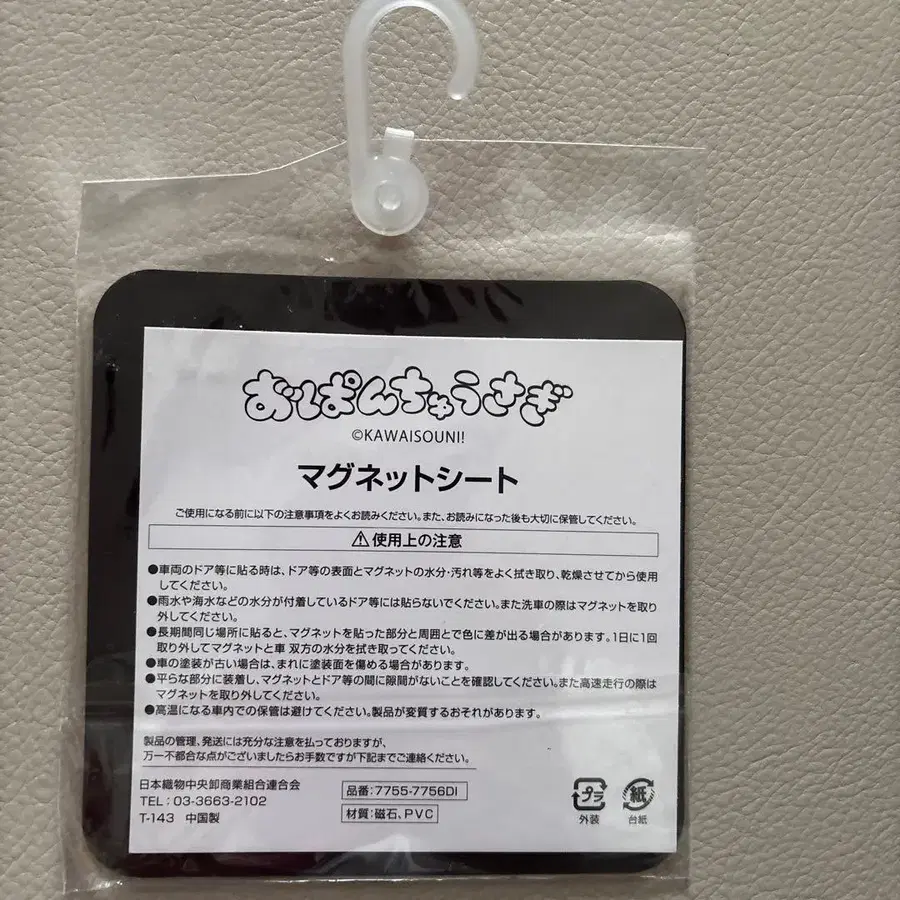 おぱんちゅうさぎ
©KAWAISOUNI!
マグネットシート
ご使用になる前に以下の注意事項をよくお読みください。また、お読みになった後も大切に保管してください。
⚠使用上の注意
●車両のドア等に貼る時は、ドア等の表面とマグネットの水分・汚れ等をよく拭き取り、乾燥させてから使用
してください。
●雨水や海水などの水分が付着しているドア等には貼らないでください。また洗車の際はマグネットを取り
外してください。
●長期間同じ場所に貼ると、マグネットを貼った部分と周囲とで色に差が出る場合があります。1日に1回
取り外してマグネットと車 双方の水分を拭き取ってください。
●車の塗装が古い場合は、まれに塗装面を傷める場合があります。
●平らな部分に装着し、マグネットとドア等の間に隙間がないことを確認してください。また高速走行の際は
マグネットを取り外してください。
●高温になる車内での保管は避けてください。製品が変質するおそれがあります。
製品の管理、発送には充分な注意を払っておりますが、
万一不都合な点がございましたらお手数ですが下記までご連絡ください。
日本織物中央卸商業組合連合会
TEL:03-3663-2102
T-143 中国製
品番:7755-7756DI
材質:磁石、PVC
プラ
外装
紙
台紙